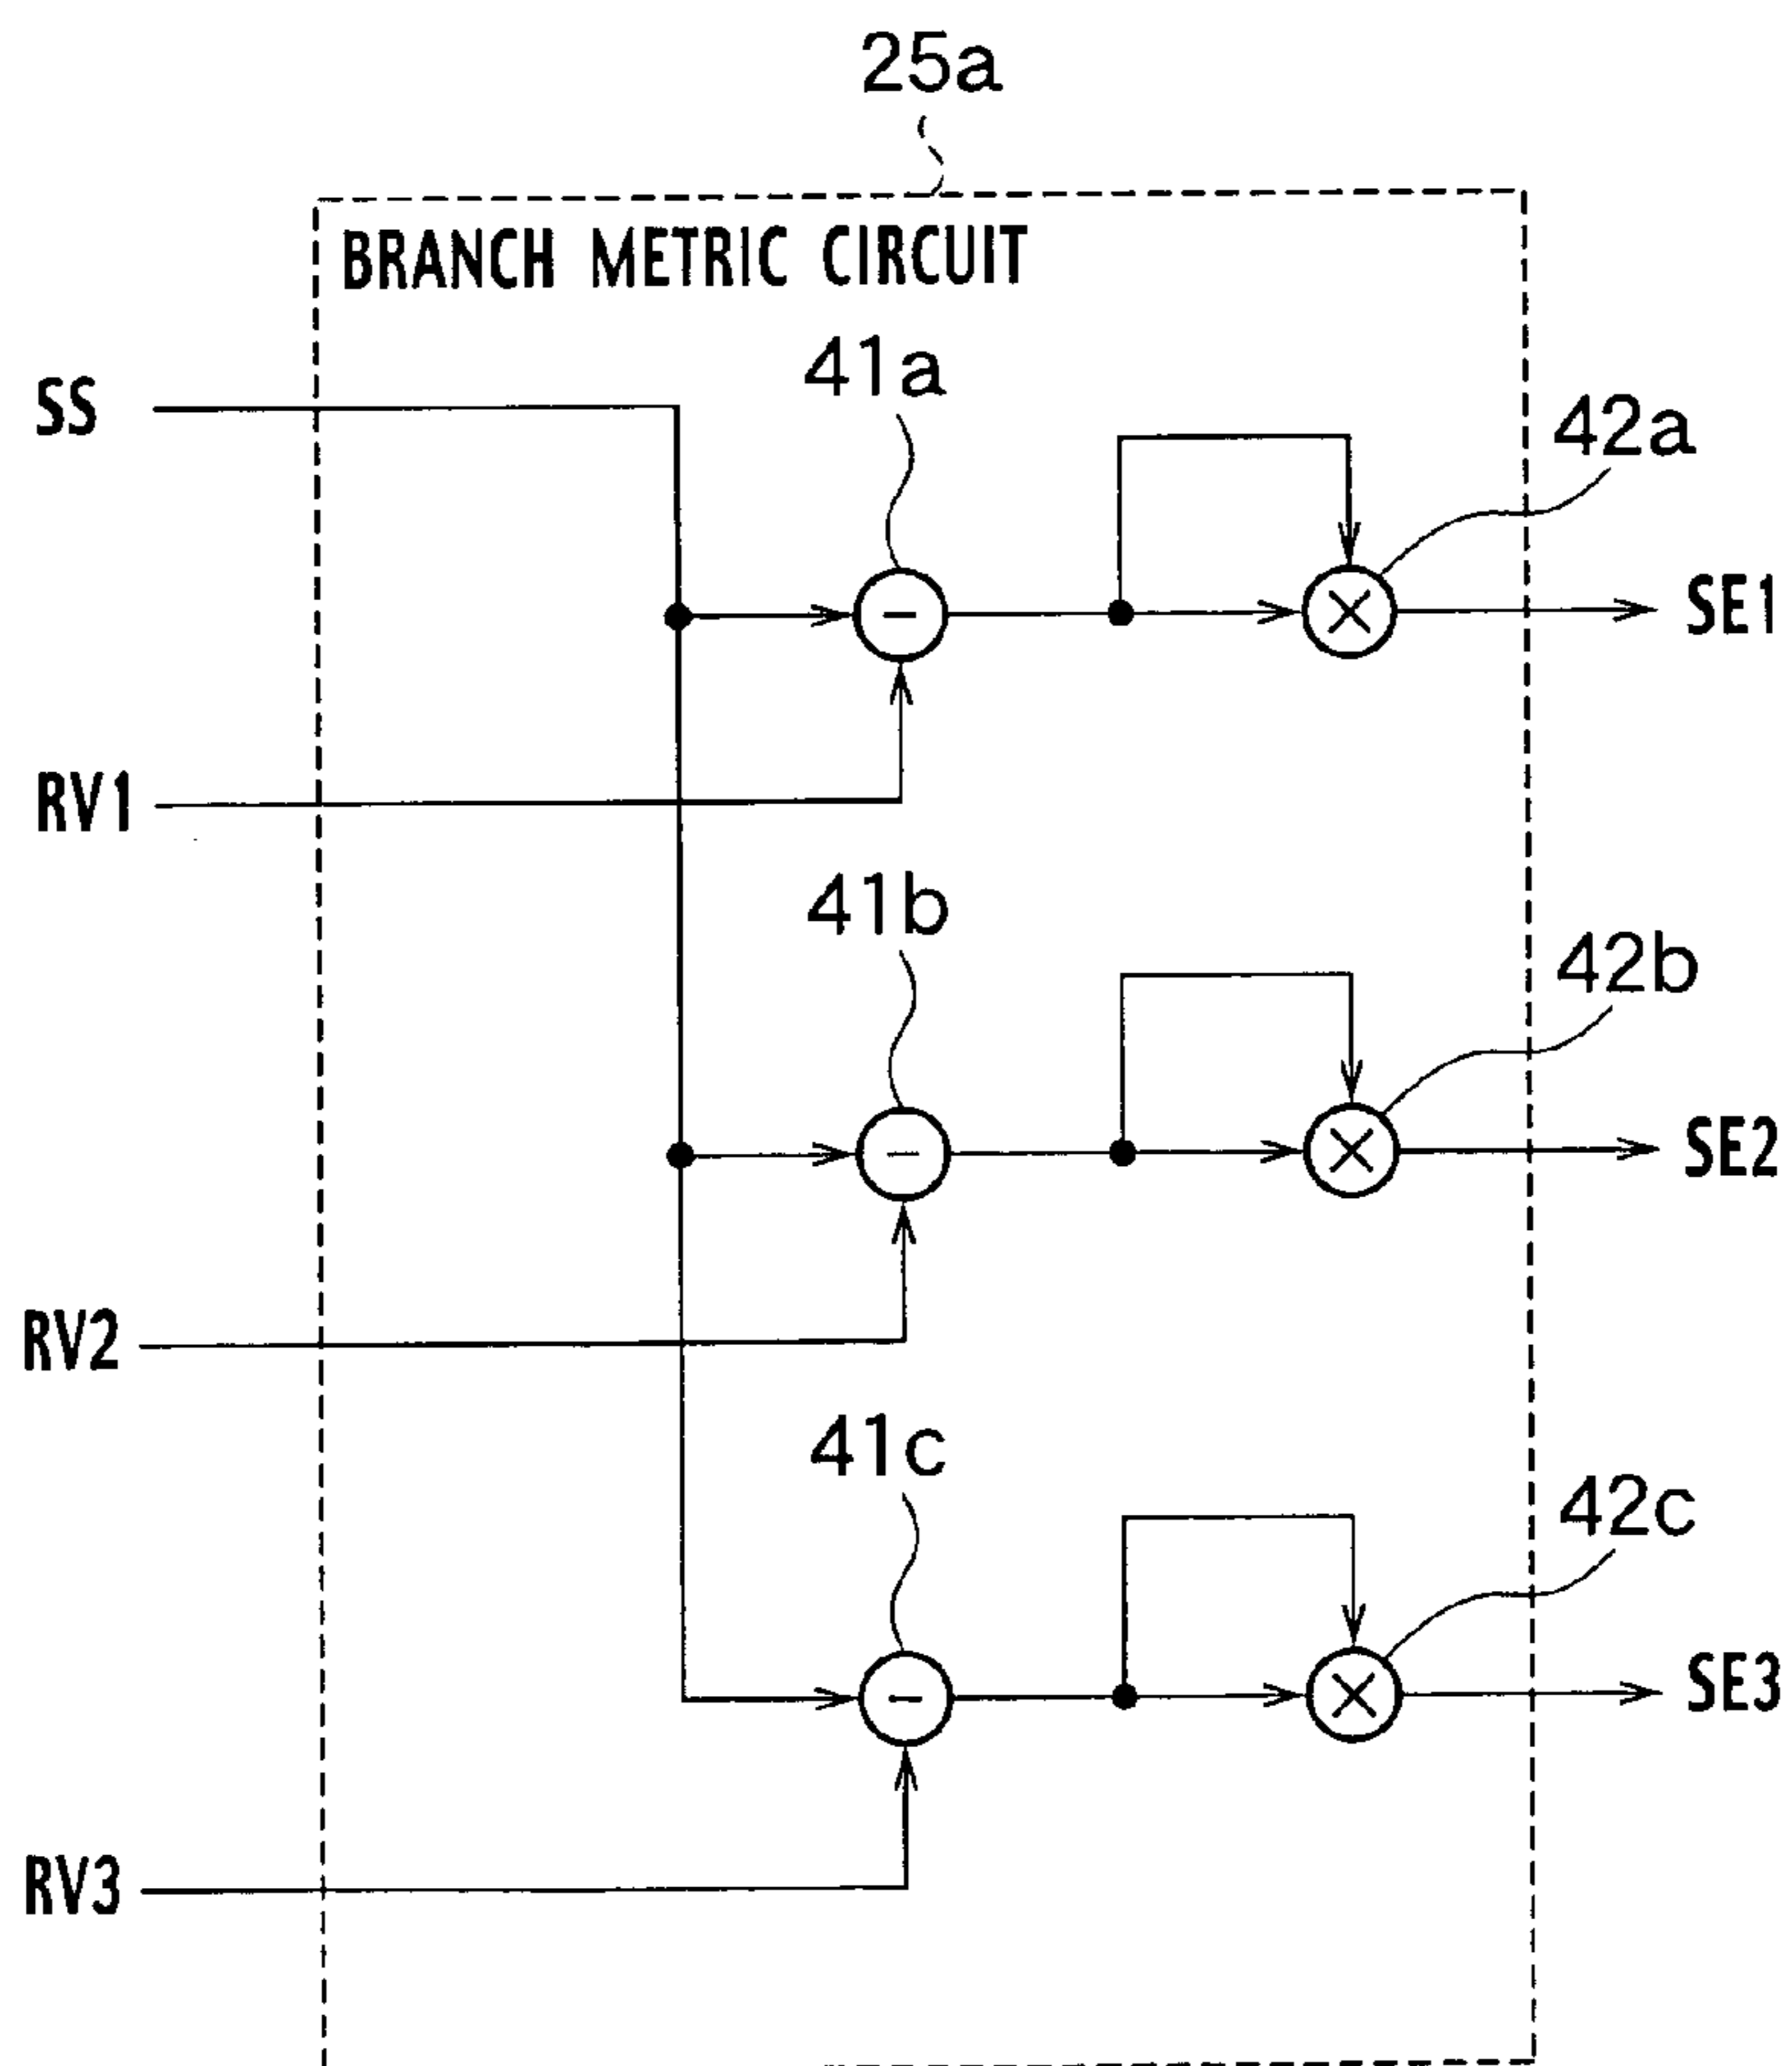 25a
BRANCH METRIC CIRCUIT
41a
SS
42a
SE1
RV1
41b
42b
SE2
RV2
41c
42c
SE3
RV3